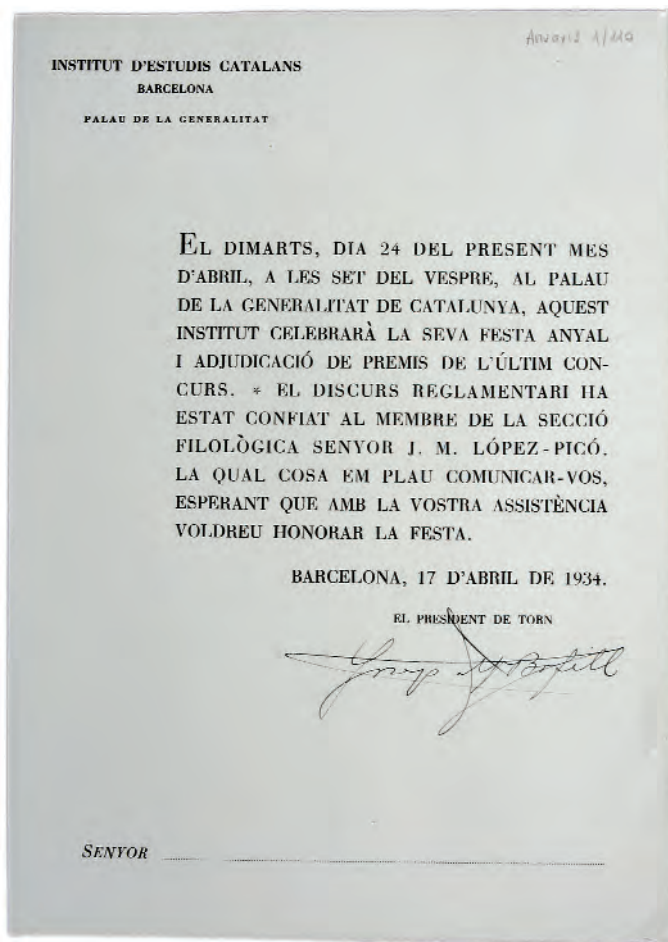 Anuaris 1/110
INSTITUT D'ESTUDIS CATALANS
BARCELONA
PALAU DE LA GENERALITAT
EL DIMARTS, DIA 24 DEL PRESENT MES
D'ABRIL, A LES SET DEL VESPRE, AL PALAU
DE LA GENERALITAT DE CATALUNYA, AQUEST
INSTITUT CELEBRARÀ LA SEVA FESTA ANYAL
I ADJUDICACIÓ DE PREMIS DE L'ÚLTIM CON-
CURS. * EL DISCURS REGLAMENTARI HA
ESTAT CONFIAT AL MEMBRE DE LA SECCIÓ
FILOLÒGICA SENYOR J. M. LÓPEZ-PICÓ.
LA QUAL COSA EM PLAU COMUNICAR-VOS,
ESPERANT QUE AMB LA VOSTRA ASSISTÈNCIA
VOLDREU HONORAR LA FESTA.
BARCELONA, 17 D'ABRIL DE 1934.
EL PRESIDENT DE TORN
Josep M Bofill
SENYOR